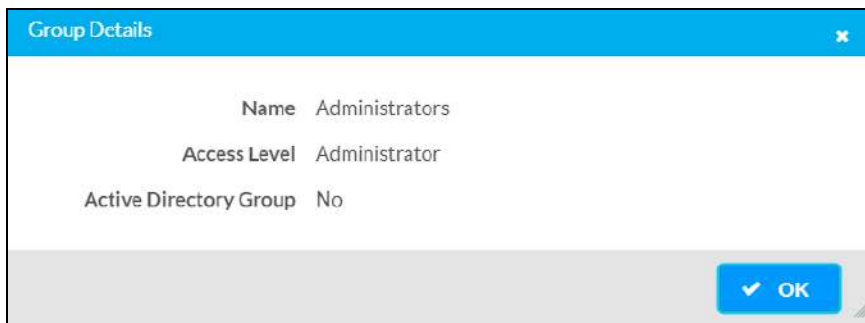 Group Details
Name Administrators
Access Level Administrator
Active Directory Group No
OK